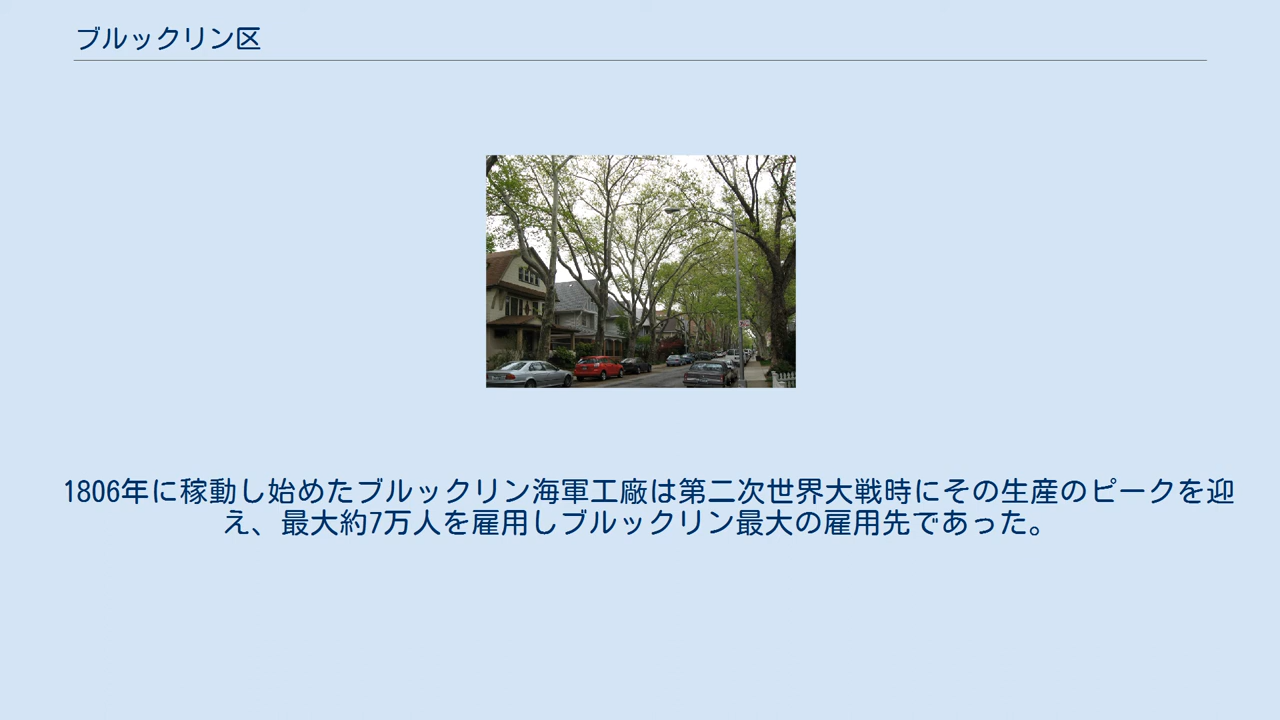 ブルックリン区
1806年に稼動し始めたブルックリン海軍工廠は第二次世界大戦時にその生産のピークを迎
え、最大約7万人を雇用しブルックリン最大の雇用先であった。